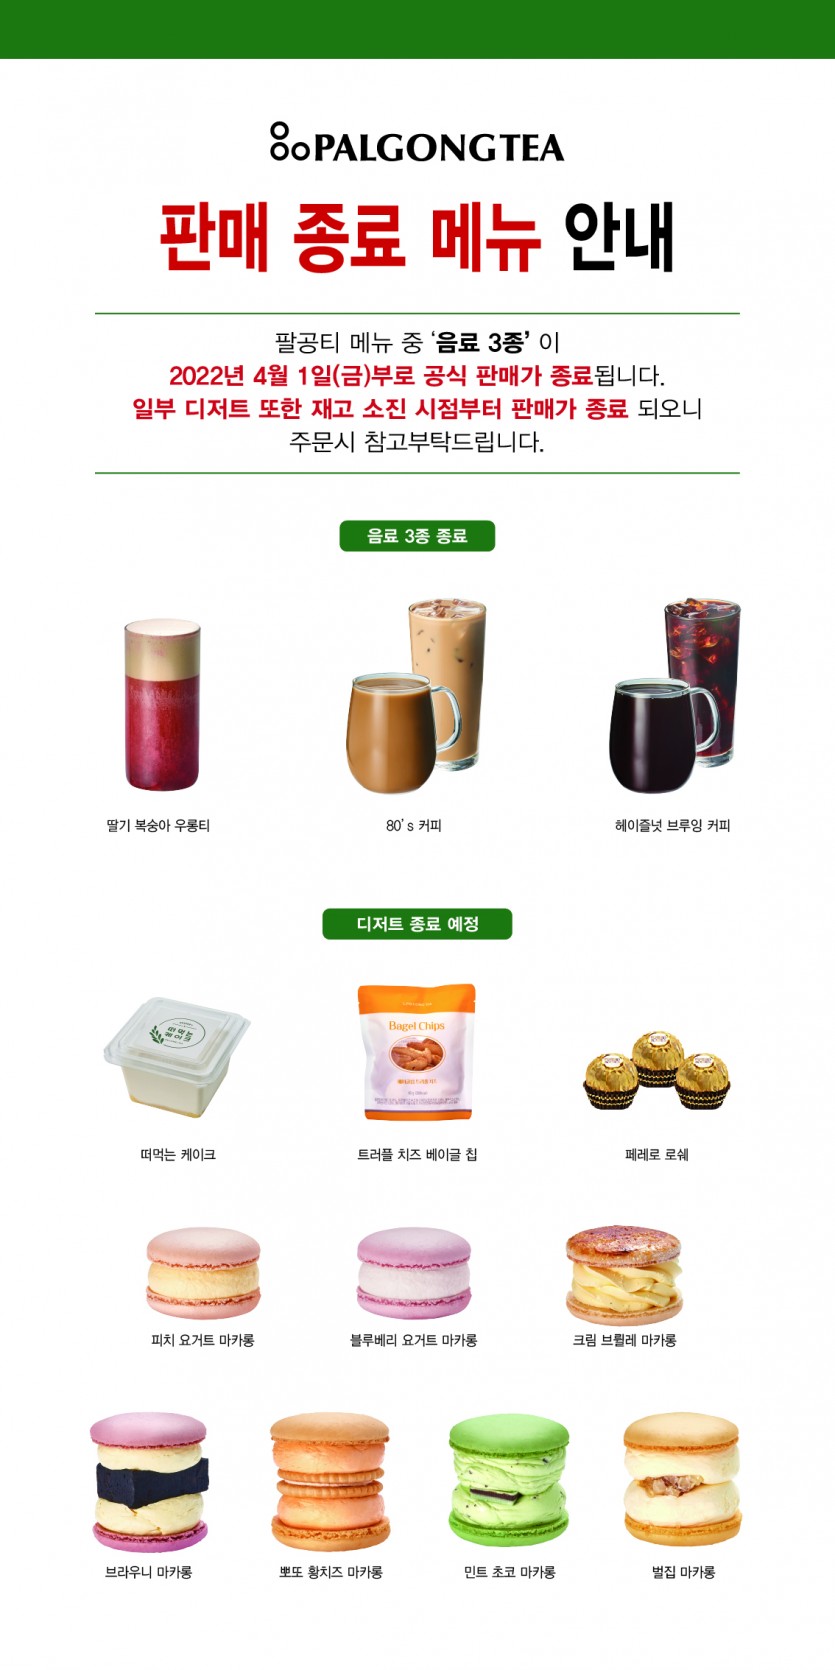 PALGONGTEA
판매 종료 메뉴 안내
팔공티 메뉴 중 ‘음료 3종’ 이
2022년 4월 1일(금)부로 공식 판매가 종료됩니다.
일부 디저트 또한 재고 소진 시점부터 판매가 종료 되오니
주문시 참고부탁드립니다.
음료 3종 종료
딸기 복숭아 우롱티
80’s 커피
헤이즐넛 브루잉 커피
디저트 종료 예정
떠먹는
케이크
Bagel Chips
떠먹는 케이크
트러플 치즈 베이글 칩
페레로 로쉐
피치 요거트 마카롱
블루베리 요거트 마카롱
크림 브륄레 마카롱
브라우니 마카롱
뽀또 황치즈 마카롱
민트 초코 마카롱
벌집 마카롱